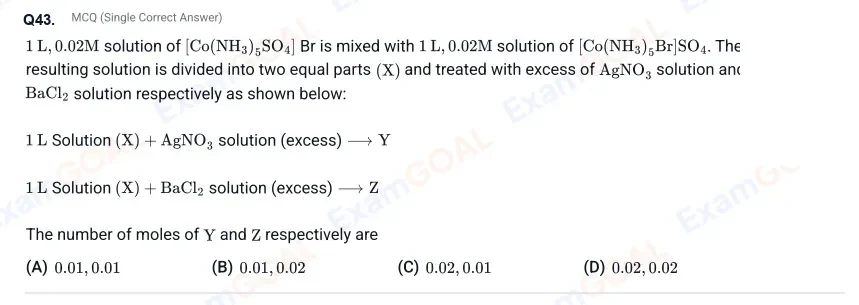 Q43. MCQ (Single Correct Answer)
1 L, 0.02M solution of [Co(NH₃)₅SO₄] Br is mixed with 1 L, 0.02M solution of [Co(NH₃)₅Br]SO₄. The
resulting solution is divided into two equal parts (X) and treated with excess of AgNO₃ solution and
BaCl₂ solution respectively as shown below:
1 L Solution (X) + AgNO₃ solution (excess) ⟶ Y
1 L Solution (X) + BaCl₂ solution (excess) ⟶ Z
The number of moles of Y and Z respectively are
(A) 0.01, 0.01 (B) 0.01, 0.02 (C) 0.02, 0.01 (D) 0.02, 0.02
ExamGOAL